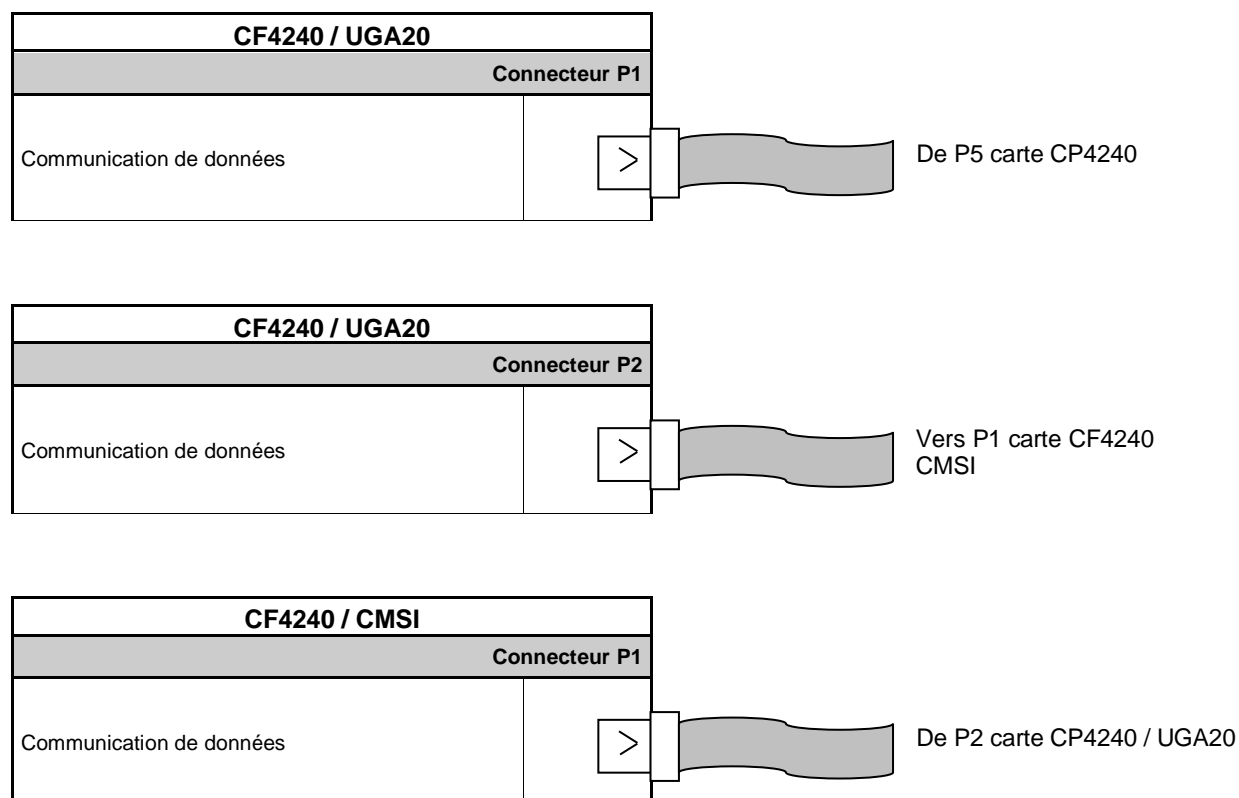 CF4240 / UGA20
Connecteur P1
Communication de données
De P5 carte CP4240
CF4240 / UGA20
Connecteur P2
Communication de données
Vers P1 carte CF4240
CMSI
CF4240 / CMSI
Connecteur P1
Communication de données
De P2 carte CP4240 / UGA20